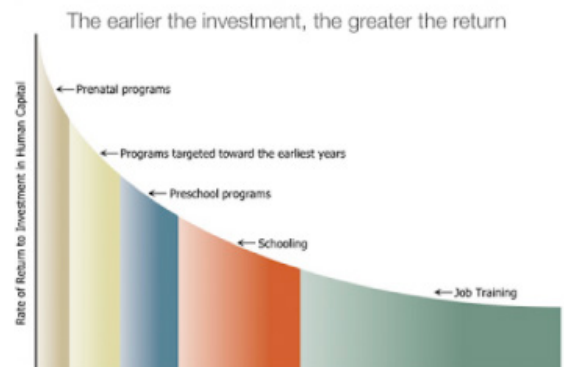 The earlier the investment, the greater the return
Rate of Return to Investment in Human Capital
Prenatal programs
Programs targeted toward the earliest years
Preschool programs
Schooling
Job Training